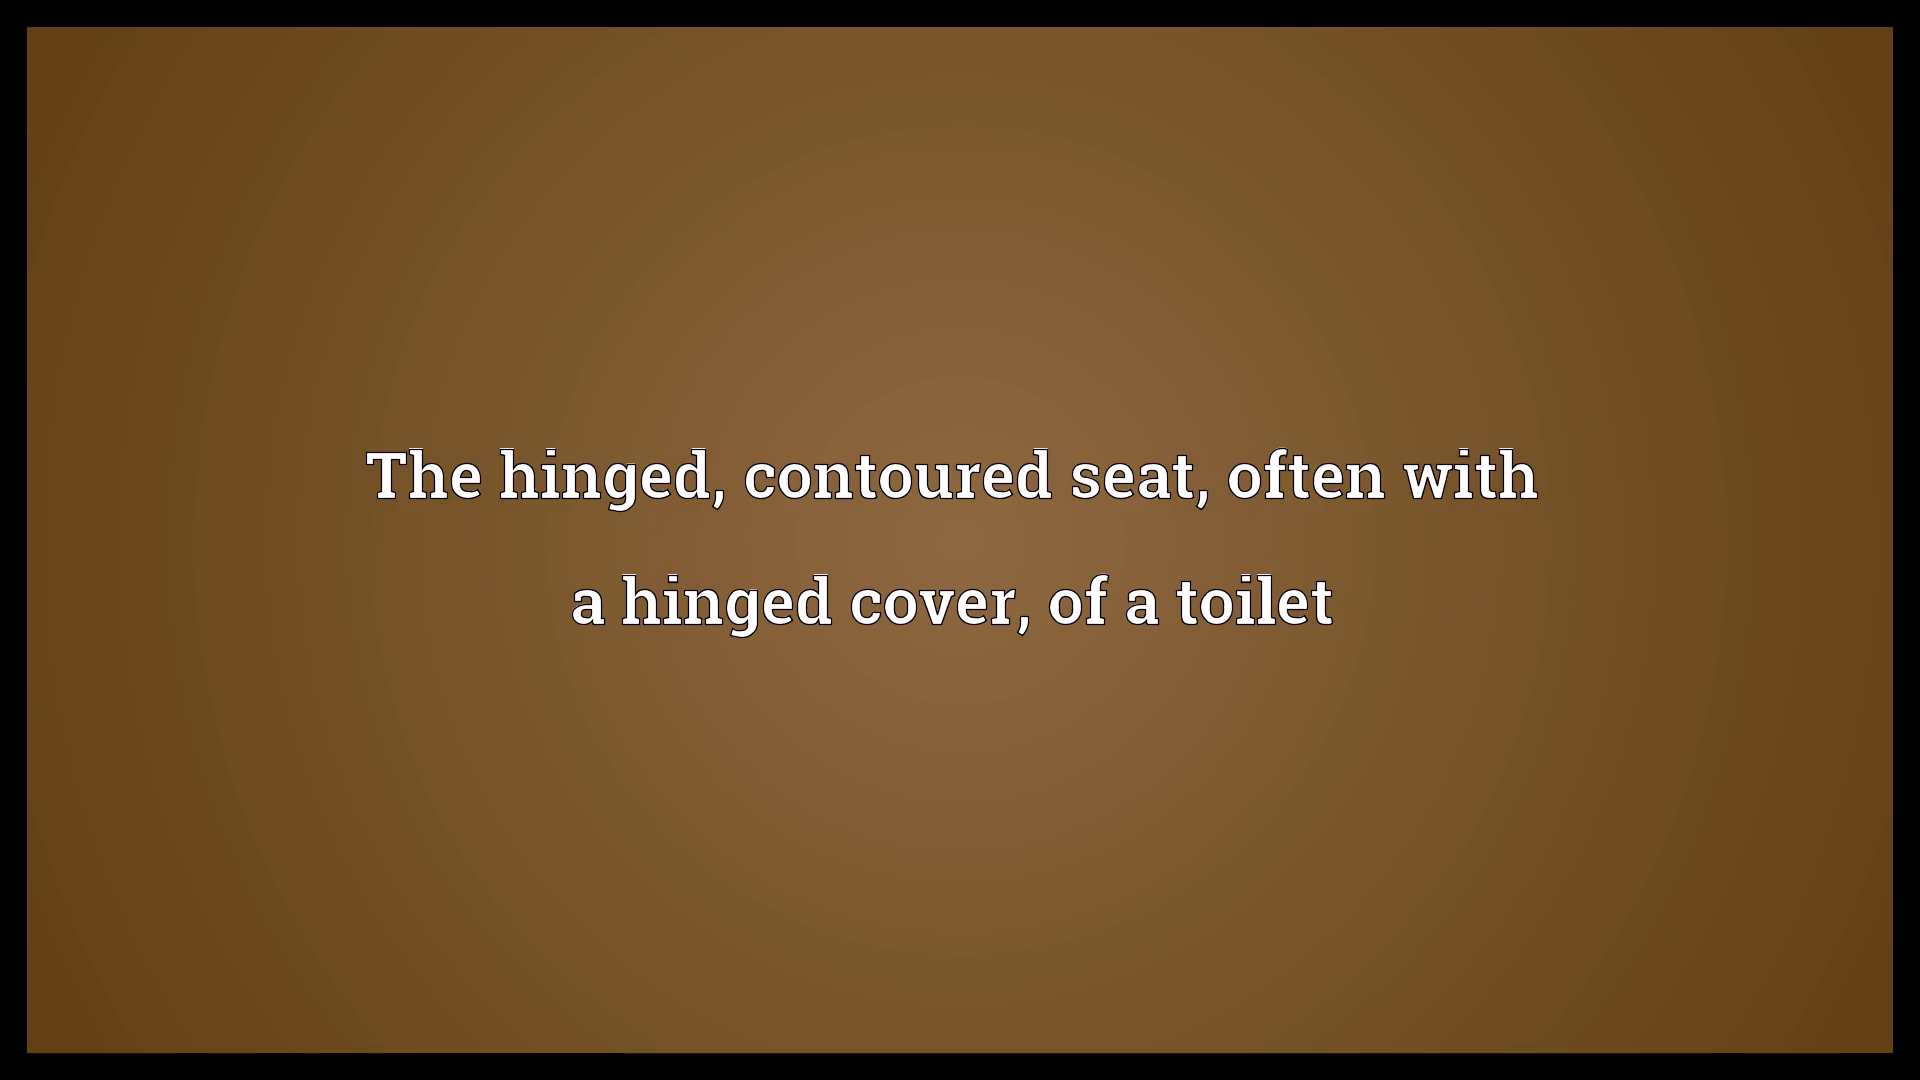 The hinged, contoured seat, often with
a hinged cover, of a toilet